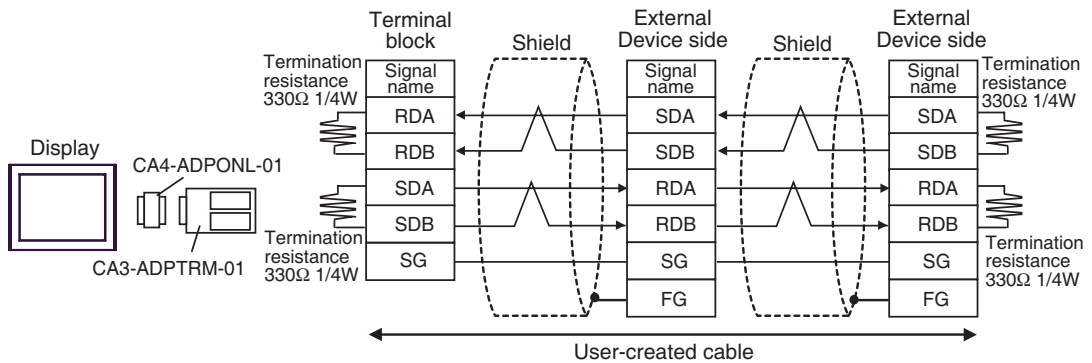 Display
CA4-ADPONL-01
CA3-ADPTRM-01
Termination
resistance
330Ω 1/4W
Termination
resistance
330Ω 1/4W
Terminal
block
Signal
name
RDA
RDB
SDA
SDB
SG
Shield
External
Device side
Signal
name
SDA
SDB
RDA
RDB
SG
FG
Shield
External
Device side
Signal
name
SDA
SDB
RDA
RDB
SG
FG
Termination
resistance
330Ω 1/4W
Termination
resistance
330Ω 1/4W
User-created cable